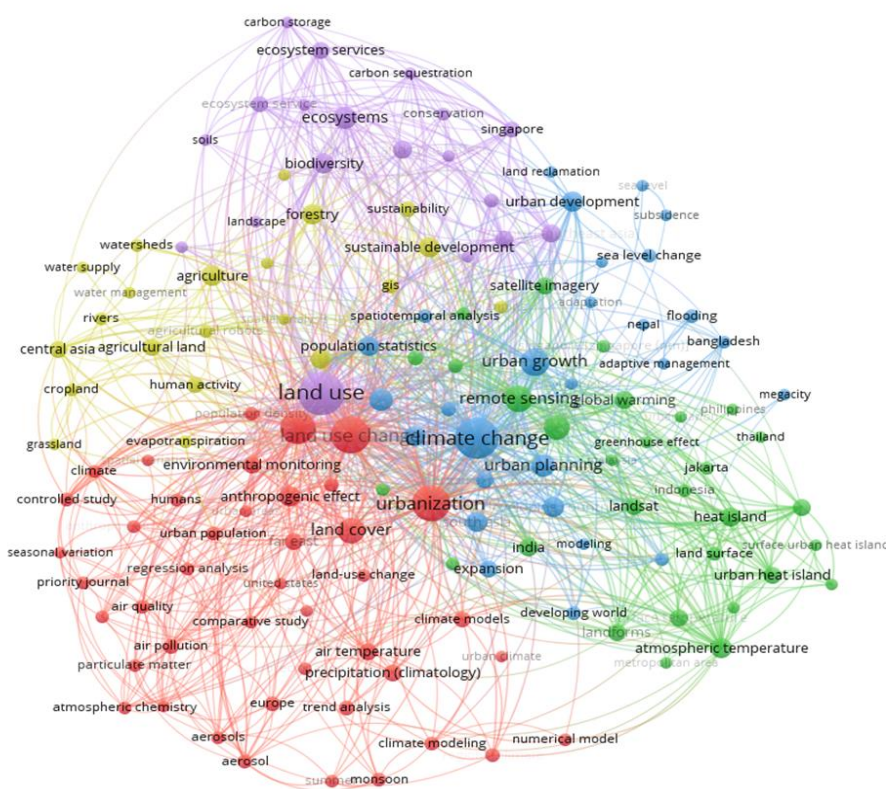 carbon storage
ecosystem services
carbon sequestration
ecosystem service
conservation
ecosystems
singapore
soils
biodiversity
land reclamation
sea level
urban development
landscape
forestry
sustainability
subsidence
watersheds
sustainable development
sea level change
water supply
agriculture
gis
satellite imagery
water management
adaptation
rivers
spatiotemporal analysis
nepal
flooding
agricultural robots
central asia
agricultural land
population statistics
bangladesh
urban growth
adaptive management
cropland
human activity
land use
megacity
remote sensing
global warming
population density
philippines
grassland
evapotranspiration
land use change
climate change
greenhouse effect
thailand
climate
environmental monitoring
urban planning
jakarta
controlled study
humans
anthropogenic effect
urbanization
indonesia
landsat
heat island
urban population
land cover
far east
india
modeling
seasonal variation
land surface
surface urban heat island
priority journal
regression analysis
united states
land-use change
expansion
urban heat island
air quality
comparative study
climate models
developing world
landforms
air pollution
air temperature
urban climate
atmospheric temperature
particulate matter
precipitation (climatology)
metropolitan area
atmospheric chemistry
europe
trend analysis
aerosols
climate modeling
numerical model
aerosol
monsoon